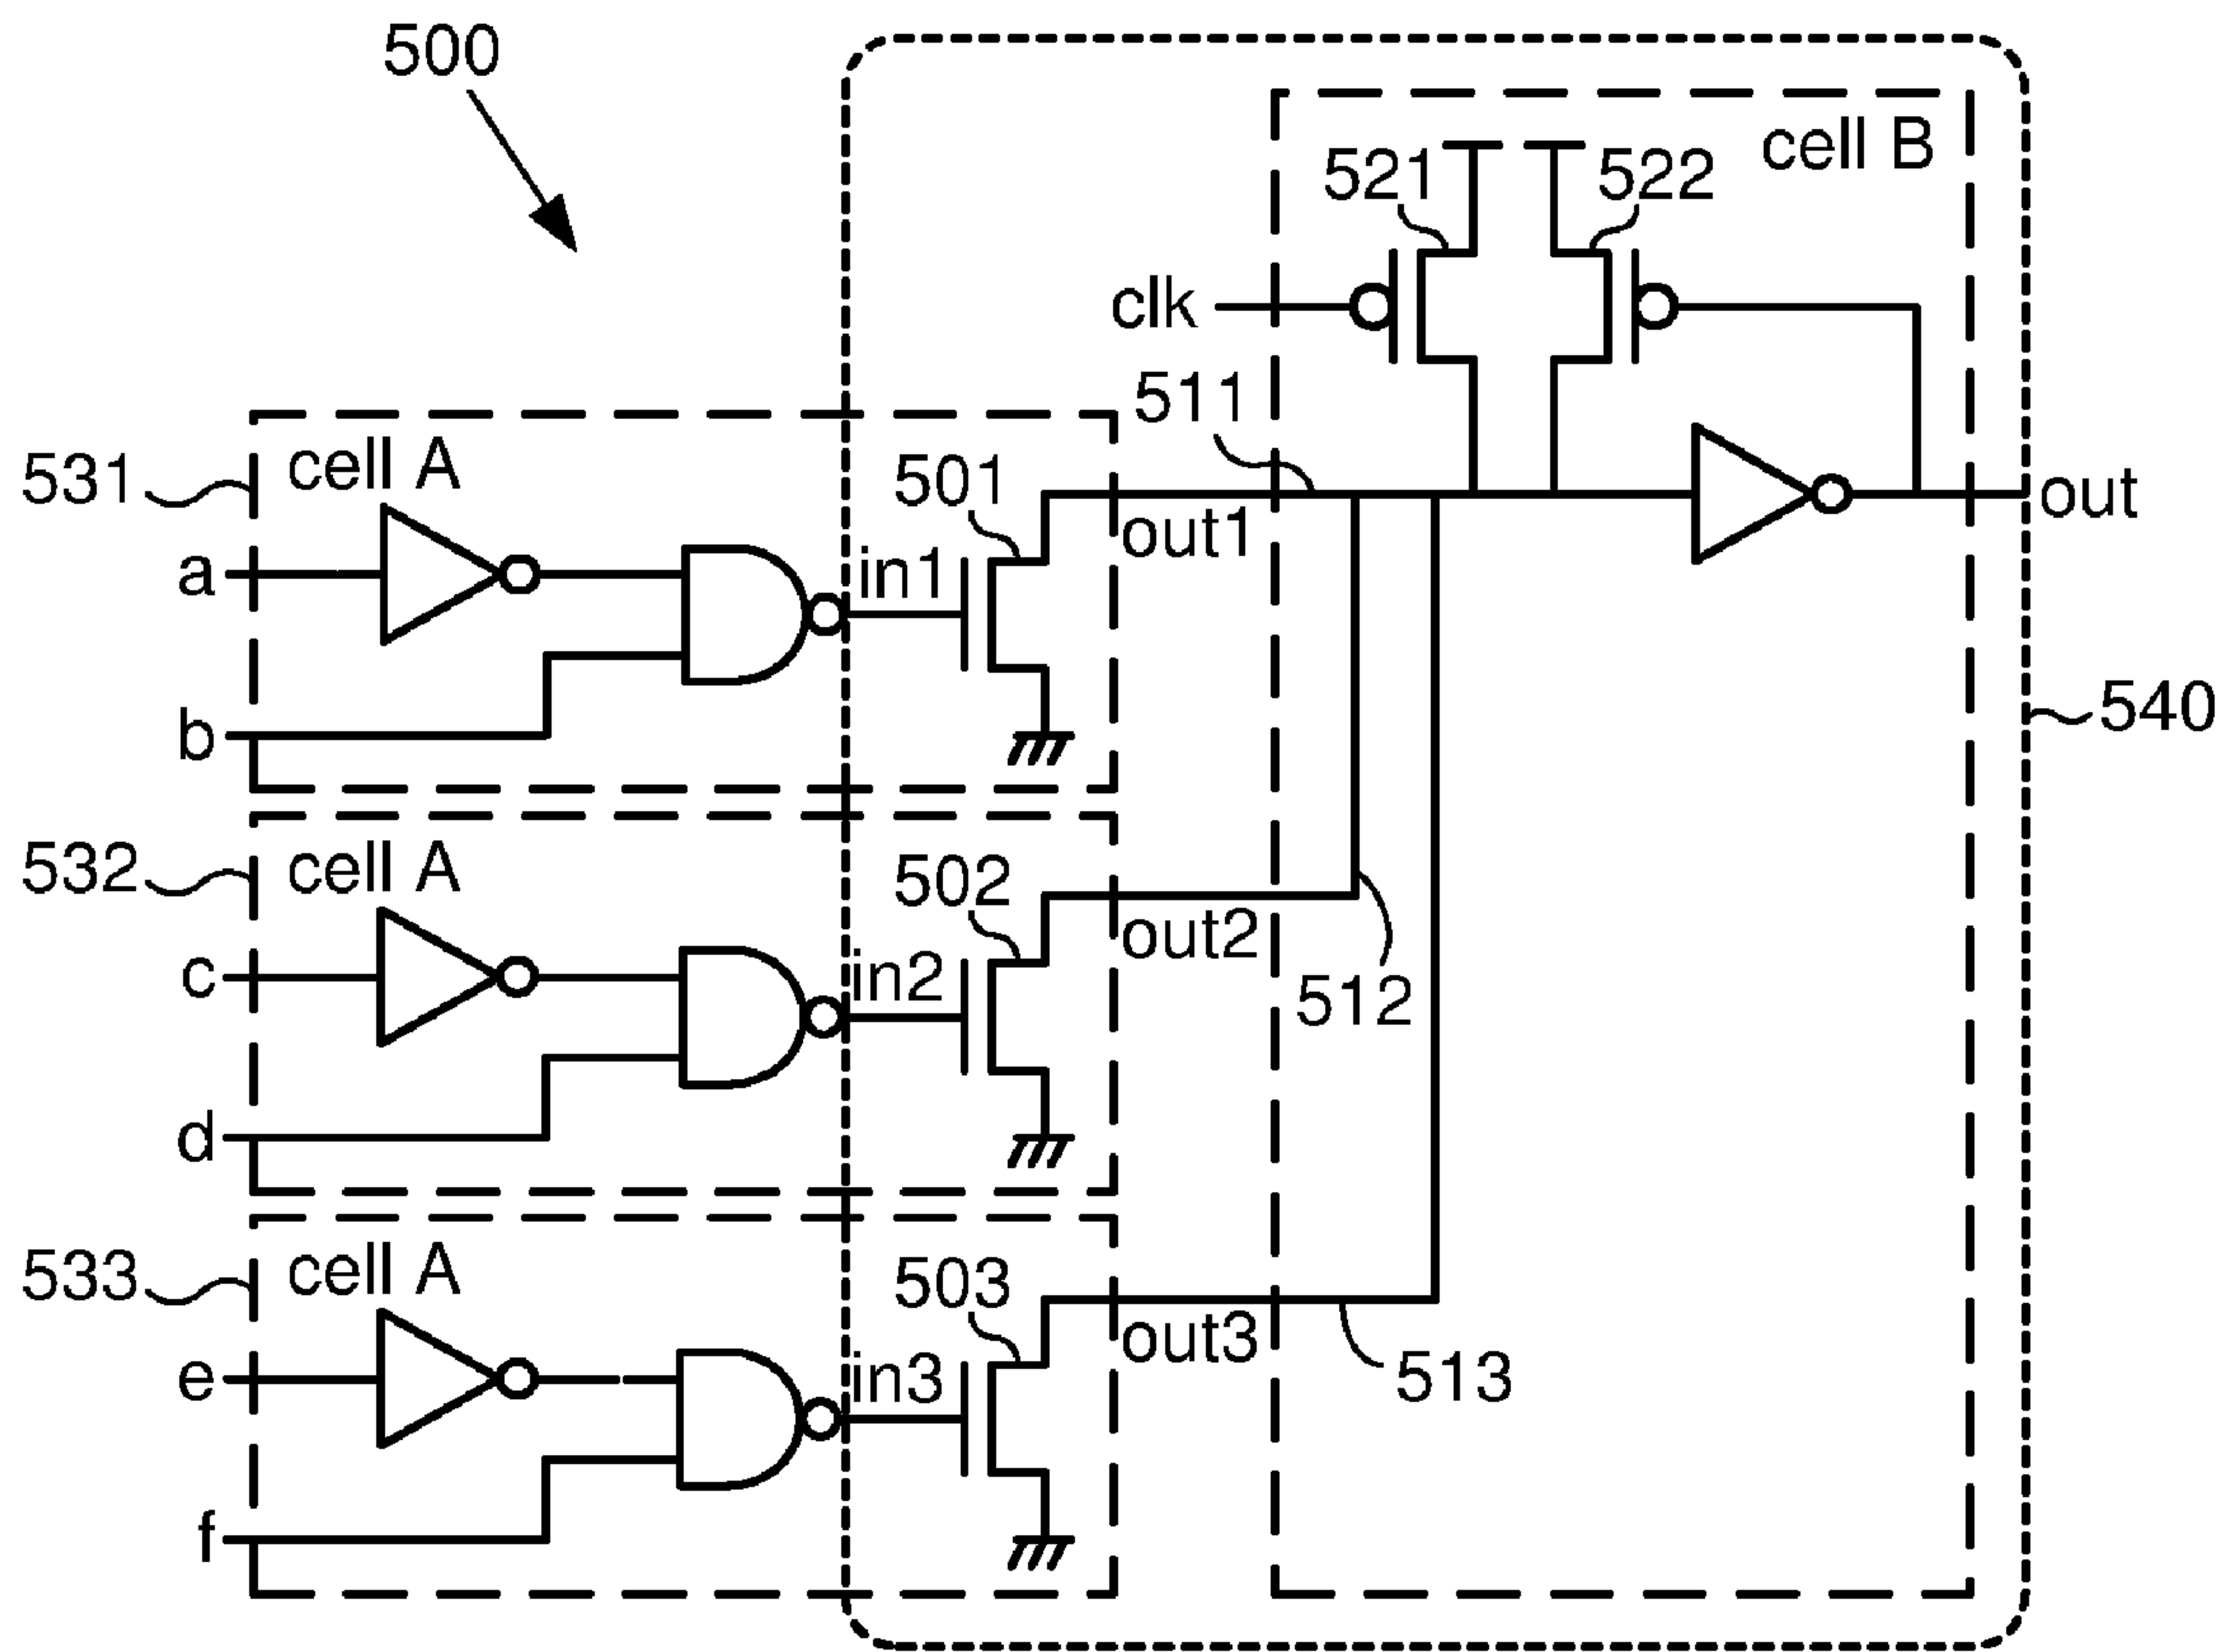 500
cell B
521
522
clk
511
531
cell A
501
out
out1
a
in1
540
b
532
cell A
502
out2
c
in2
512
d
533
cell A
503
out3
e
in3
513
f